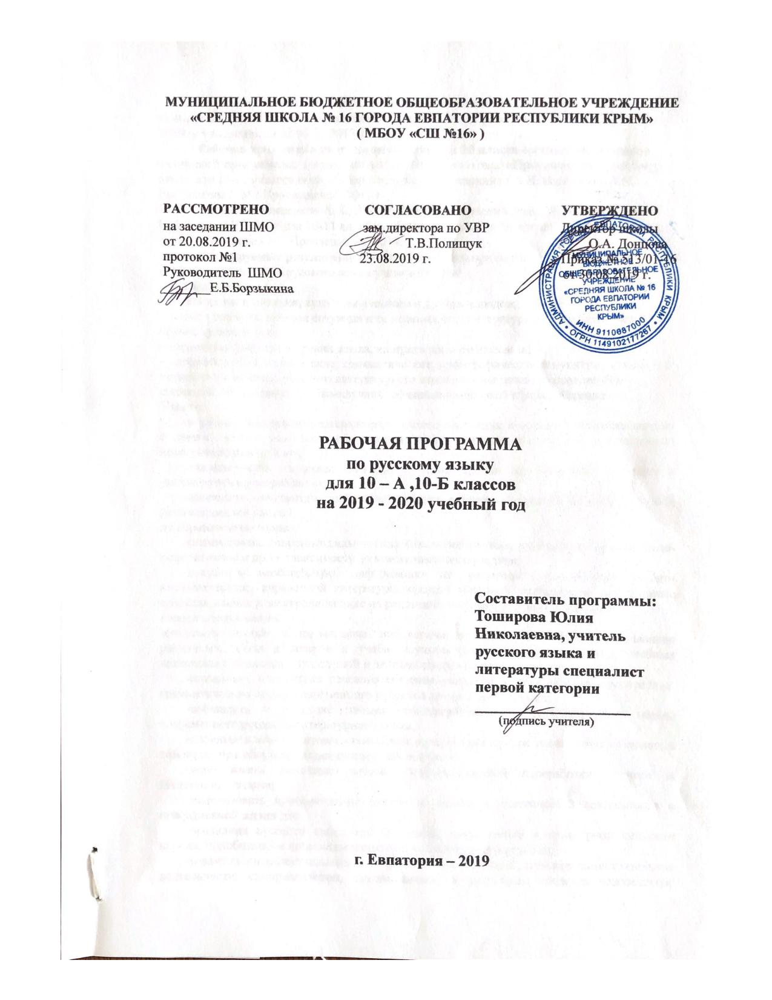 МУНИЦИПАЛЬНОЕ БЮДЖЕТНОЕ ОБЩЕОБРАЗОВАТЕЛЬНОЕ УЧРЕЖДЕНИЕ
«СРЕДНЯЯ ШКОЛА № 16 ГОРОДА ЕВПАТОРИИ РЕСПУБЛИКИ КРЫМ»
( МБОУ «СШ №16» )
РАССМОТРЕНО
на заседании ШМО
от 20.08.2019 г.
протокол №1
Руководитель ШМО
Е.Б.Борзыкина
СОГЛАСОВАНО
зам.директора по УВР
Т.В.Полищук
23.08.2019 г.
УТВЕРЖДЕНО
Директор школы
О.А. Донцова
Приказ № 513/01-16
от 30.08.2019 г.
МУНИЦИПАЛЬНОЕ
БЮДЖЕТНОЕ
ОБЩЕОБРАЗОВАТЕЛЬНОЕ
УЧРЕЖДЕНИЕ
«СРЕДНЯЯ ШКОЛА № 16
ГОРОДА ЕВПАТОРИИ
РЕСПУБЛИКИ
КРЫМ»
ИНН 9110087000
АДМИНИСТРАЦИЯ ГОРОДА ЕВПАТОРИИ РЕСПУБЛИКИ КРЫМ • ОГРН 1149102177267 •
РАБОЧАЯ ПРОГРАММА
по русскому языку
для 10 – А ,10-Б классов
на 2019 - 2020 учебный год
Составитель программы:
Тоширова Юлия
Николаевна, учитель
русского языка и
литературы специалист
первой категории
(подпись учителя)
г. Евпатория – 2019